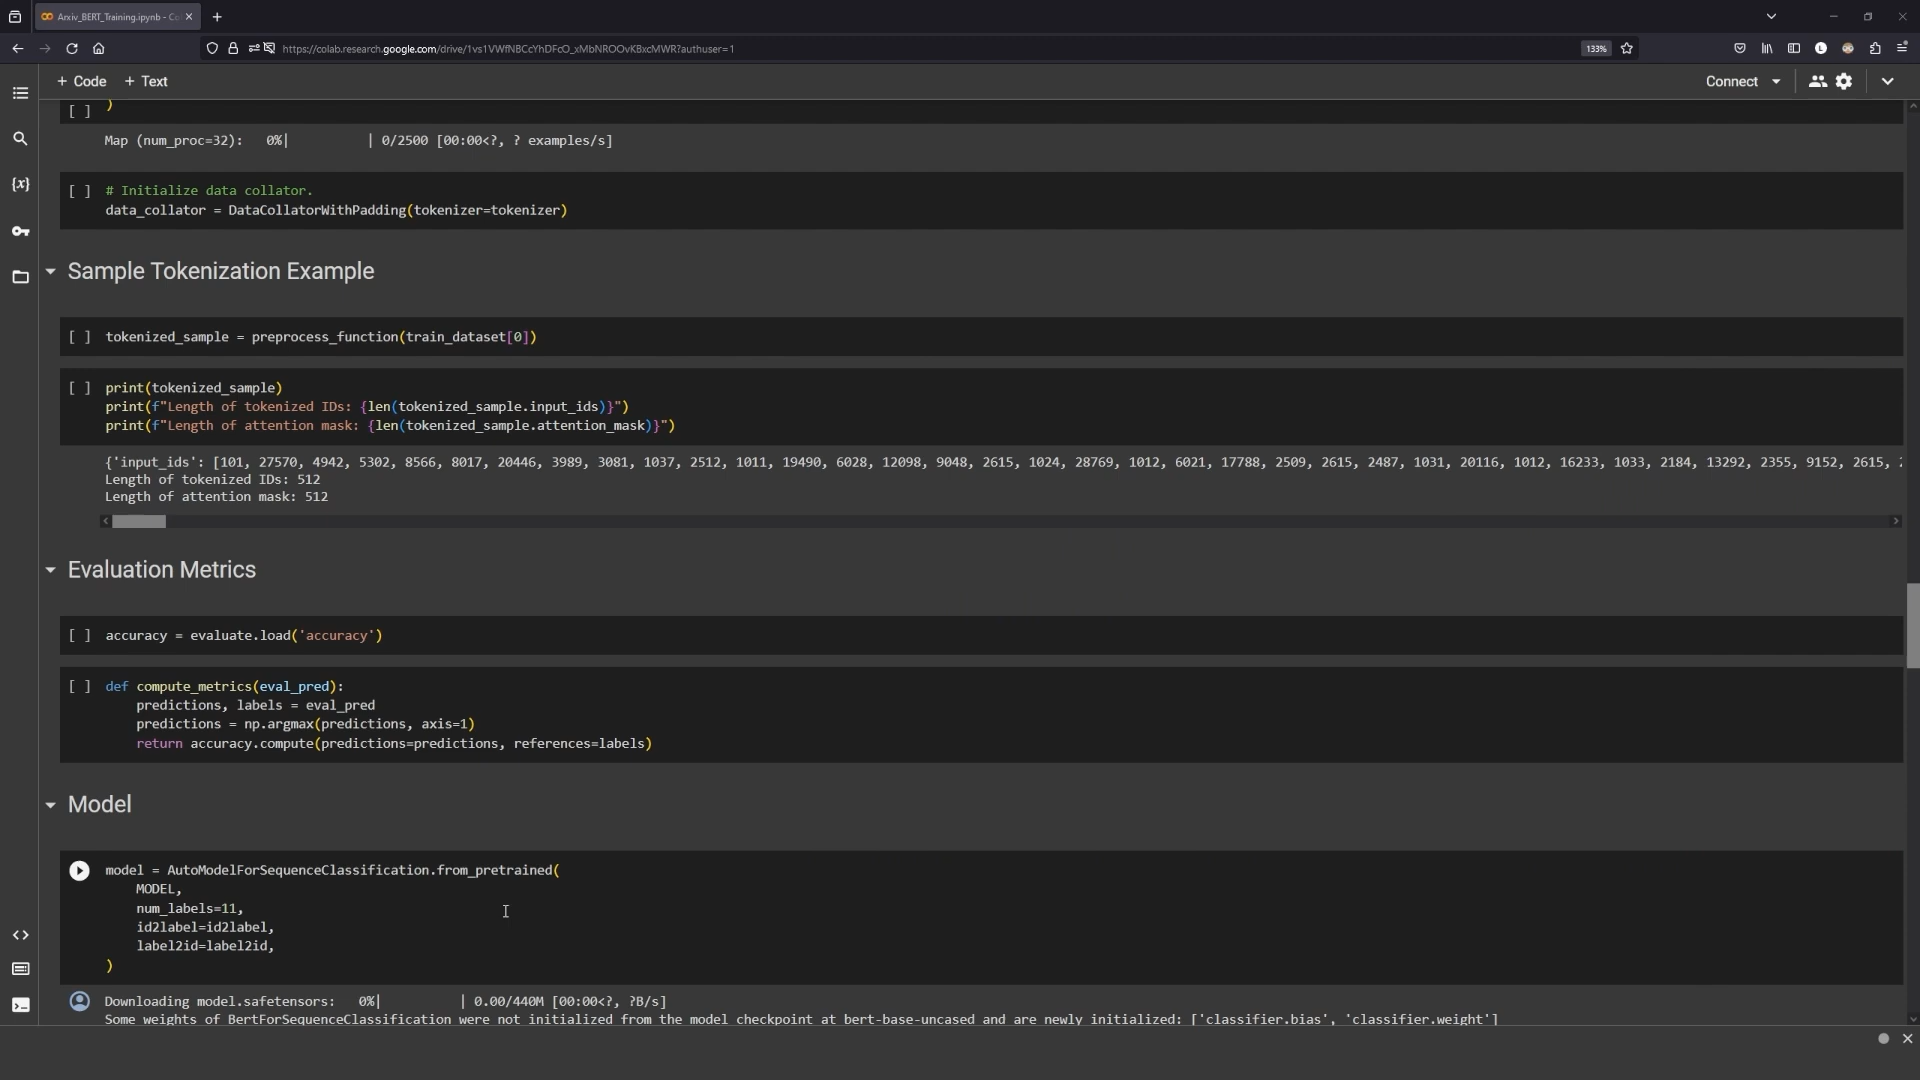 Arxiv_BERT_Training.ipynb - Co
https://colab.research.google.com/drive/1vs1VWfNBCcYhDFcO_xMbNROOvKBxcMWR?authuser=1
133%
+ Code + Text
Connect
[ ] )
Map (num_proc=32): 0%| | 0/2500 [00:00<?, ? examples/s]
[ ] # Initialize data collator.
data_collator = DataCollatorWithPadding(tokenizer=tokenizer)
Sample Tokenization Example
[ ] tokenized_sample = preprocess_function(train_dataset[0])
[ ] print(tokenized_sample)
print(f"Length of tokenized IDs: {len(tokenized_sample.input_ids)}")
print(f"Length of attention mask: {len(tokenized_sample.attention_mask)}")
{'input_ids': [101, 27570, 4942, 5302, 8566, 8017, 20446, 3989, 3081, 1037, 2512, 1011, 19490, 6028, 12098, 9048, 2615, 1024, 28769, 1012, 6021, 17788, 2509, 2615, 2487, 1031, 20116, 1012, 16233, 1033, 2184, 13292, 2355, 9152, 2615,
Length of tokenized IDs: 512
Length of attention mask: 512
Evaluation Metrics
[ ] accuracy = evaluate.load('accuracy')
[ ] def compute_metrics(eval_pred):
predictions, labels = eval_pred
predictions = np.argmax(predictions, axis=1)
return accuracy.compute(predictions=predictions, references=labels)
Model
model = AutoModelForSequenceClassification.from_pretrained(
MODEL,
num_labels=11,
id2label=id2label,
label2id=label2id,
)
Downloading model.safetensors: 0%| | 0.00/440M [00:00<?, ?B/s]
Some weights of BertForSequenceClassification were not initialized from the model checkpoint at bert-base-uncased and are newly initialized: ['classifier.bias', 'classifier.weight']